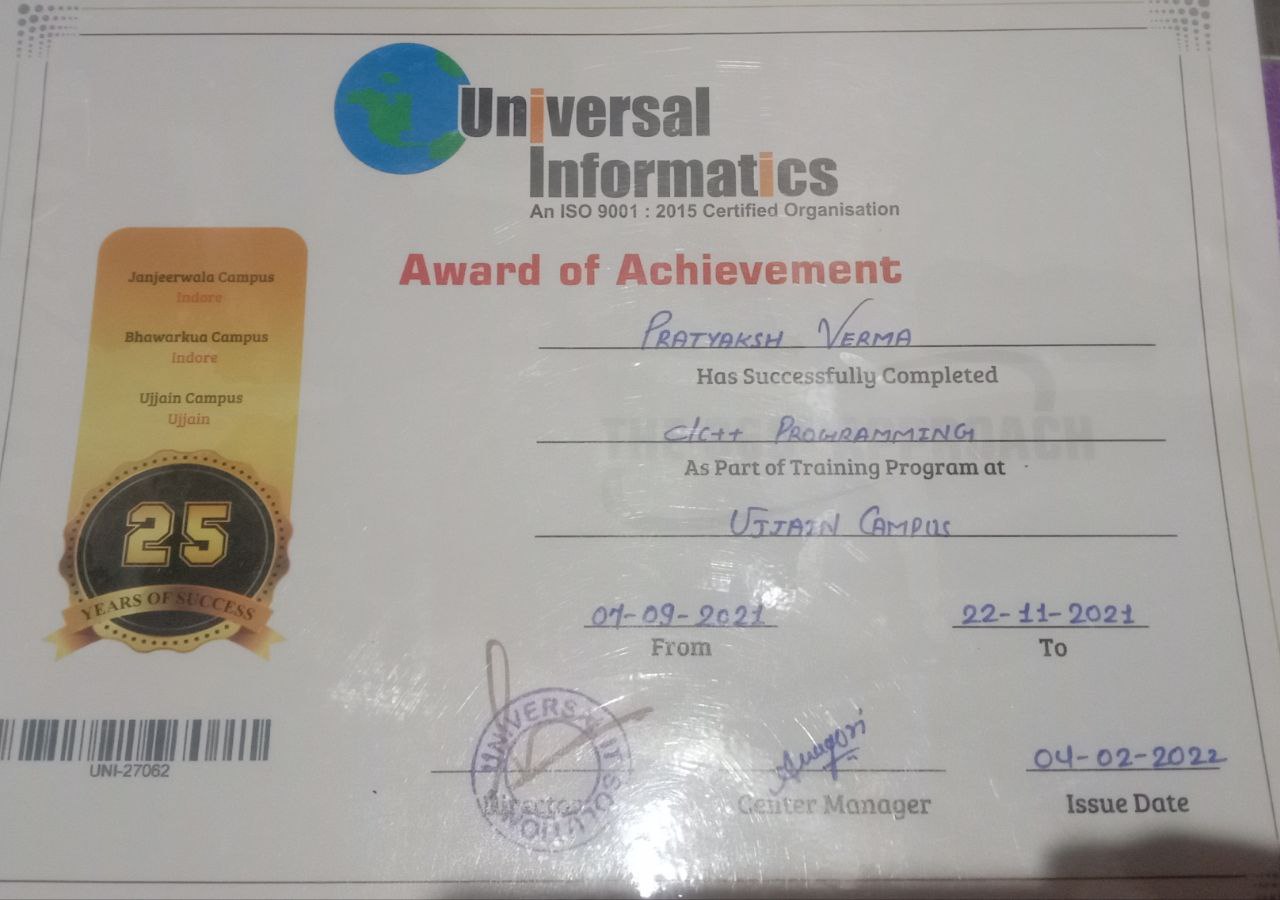 Universal
Informatics
An ISO 9001 : 2015 Certified Organisation
Award of Achievement
Janjeerwala Campus
Indore
Bhawarkua Campus
Indore
Ujjain Campus
Ujjain
25
YEARS OF SUCCESS
PRATYAKSH VERMA
Has Successfully Completed
C/C++ PROGRAMMING
As Part of Training Program at
UJJAIN CAMPUS
07-09-2021
From
22-11-2021
To
UNI-27062
UNIVERSAL IT SOLUTIONS
Director
Center Manager
04-02-2022
Issue Date